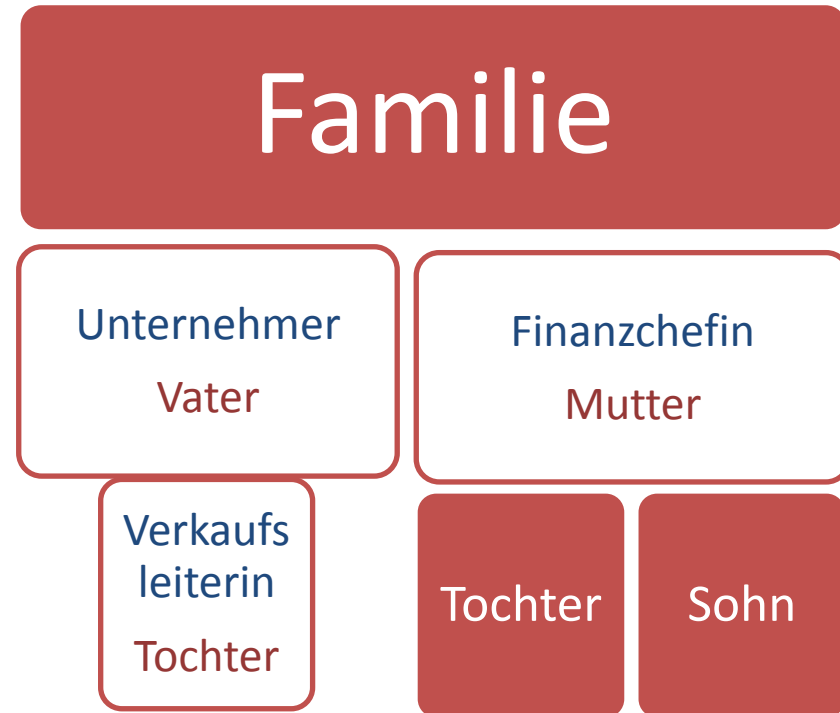 Familie
Unternehmer
Vater
Finanzchefin
Mutter
Verkaufs
leiterin
Tochter
Tochter
Sohn